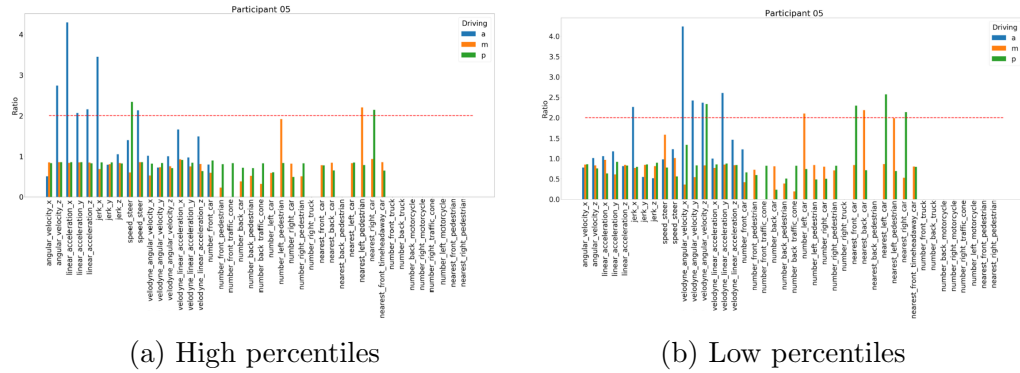 Participant 05
Driving
a
m
p
Ratio
4
3
2
1
0
angular_velocity_x
angular_velocity_z
linear_acceleration_x
linear_acceleration_y
linear_acceleration_z
jerk_x
jerk_y
jerk_z
speed_steer
speed_steer
velodyne_angular_velocity_x
velodyne_angular_velocity_y
velodyne_angular_velocity_z
velodyne_linear_acceleration_x
velodyne_linear_acceleration_y
velodyne_linear_acceleration_z
number_front_car
number_front_pedestrian
number_front_traffic_cone
number_back_car
number_back_pedestrian
number_back traffic_cone
number_left_car
number_left_pedestrian
number_right_car
number_right_pedestrian
number_right_truck
nearest_front_car
nearest_back_car
nearest_back_pedestrian
nearest_left_car
nearest_left_pedestrian
nearest_right_car
nearest_front_timeheadaway_car
number_front_truck
number_back_truck
number_back_motorcycle
number_right_motorcycle
number_right_traffic_cone
number_left_motorcycle
nearest_front_pedestrian
nearest_right_pedestrian
(a) High percentiles
Participant 05
Driving
a
m
p
Ratio
4.0
3.5
3.0
2.5
2.0
1.5
1.0
0.5
0.0
angular_velocity_x
angular_velocity_z
linear_acceleration_x
linear_acceleration_y
linear_acceleration_z
jerk_x
jerk_y
jerk_z
speed_steer
speed_steer
velodyne_angular_velocity_x
velodyne_angular_velocity_y
velodyne_angular_velocity_z
velodyne_linear_acceleration_x
velodyne_linear_acceleration_y
velodyne_linear_acceleration_z
number_front_car
number_front_pedestrian
number_front_traffic_cone
number_back_car
number_back_pedestrian
number_back_traffic_cone
number_left_car
number_left_pedestrian
number_right_car
number_right_pedestrian
number_right_truck
nearest_front_car
nearest_back_car
nearest_back_pedestrian
nearest_left_car
nearest_left_pedestrian
nearest_right_car
nearest_front_timeheadaway_car
number_front_truck
number_back_truck
number_back_motorcycle
number_right_motorcycle
number_right_traffic_cone
number_left_motorcycle
nearest_front_pedestrian
nearest_right_pedestrian
(b) Low percentiles